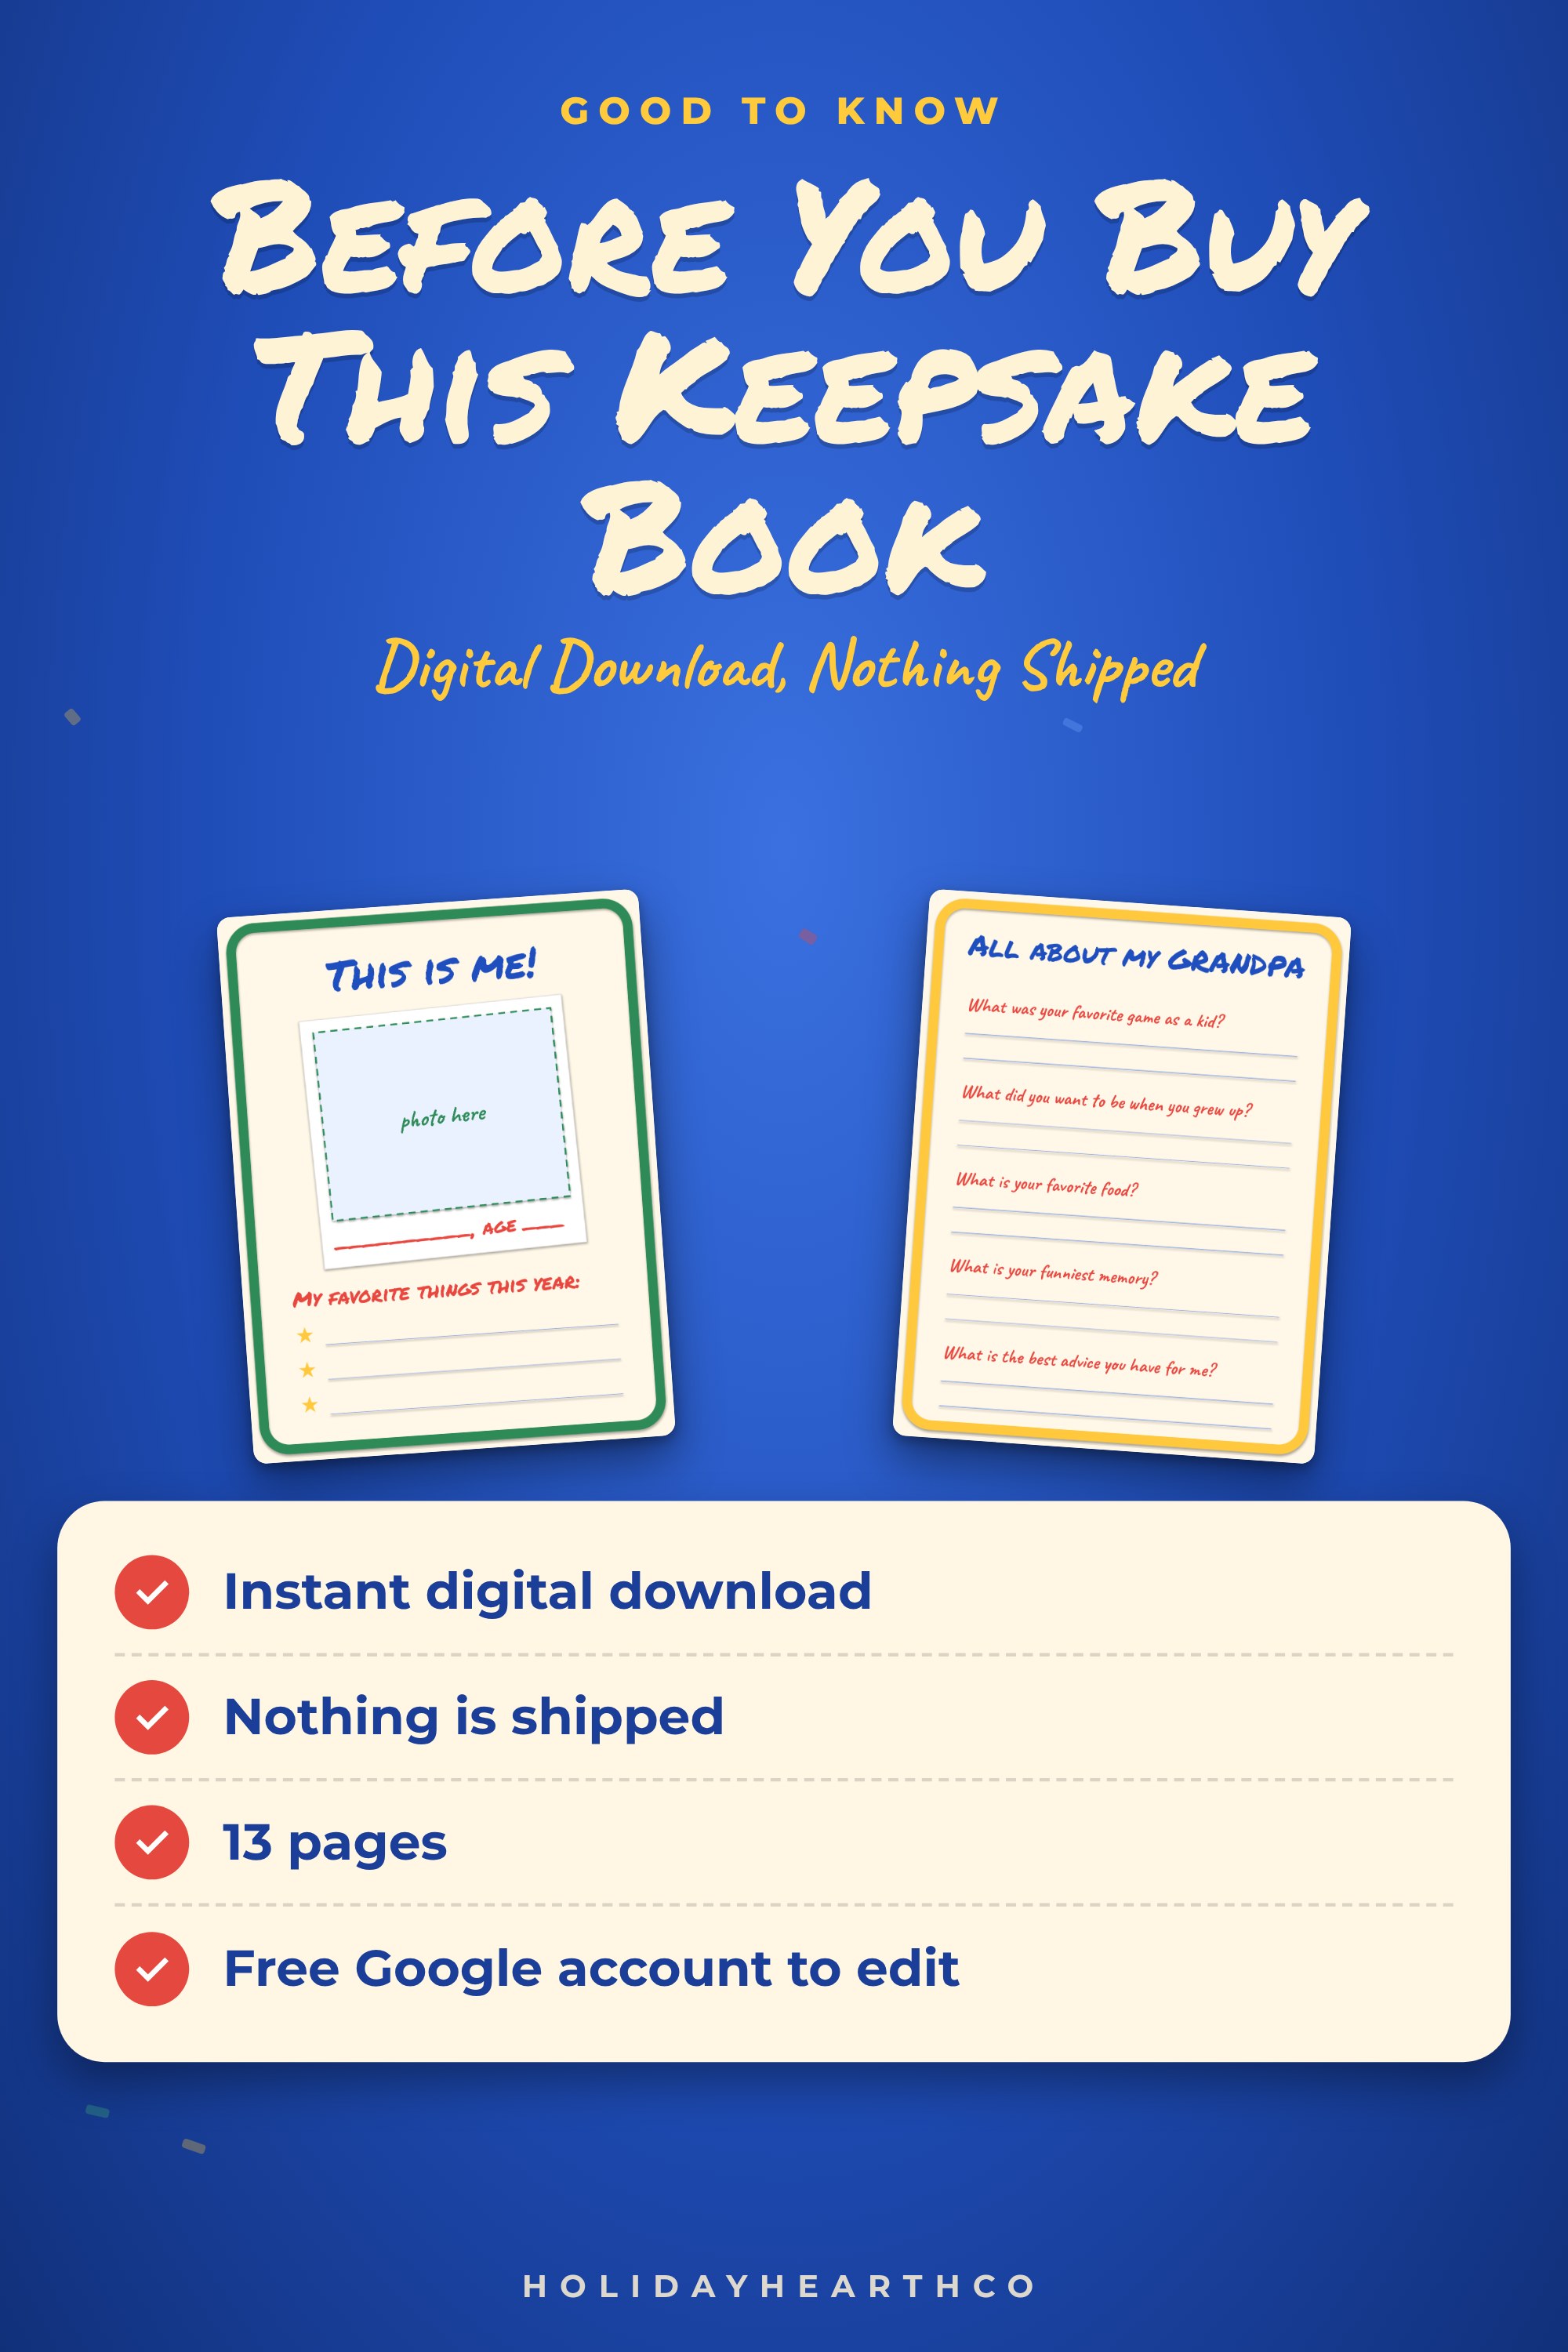 GOOD TO KNOW
BEFORE YOU BUY
THIS KEEPSAKE
BOOK
Digital Download, Nothing Shipped
THIS IS ME!
photo here
, AGE
MY FAVORITE THINGS THIS YEAR:
ALL ABOUT MY GRANDPA
What was your favorite game as a kid?
What did you want to be when you grew up?
What is your favorite food?
What is your funniest memory?
What is the best advice you have for me?
Instant digital download
Nothing is shipped
13 pages
Free Google account to edit
HOLIDAYHEARTHCO